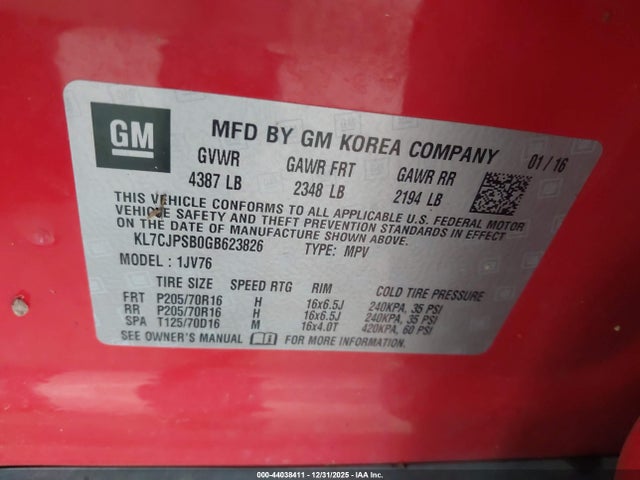 GM
MFD BY GM KOREA COMPANY 01 / 16
GVWR GAWR FRT GAWR RR
4387 LB 2348 LB 2194 LB
THIS VEHICLE CONFORMS TO ALL APPLICABLE U.S. FEDERAL MOTOR
VEHICLE SAFETY AND THEFT PREVENTION STANDARDS IN EFFECT
ON THE DATE OF MANUFACTURE SHOWN ABOVE.
KL7CJPSB0GB623826 TYPE: MPV
MODEL : 1JV76
TIRE SIZE SPEED RTG RIM COLD TIRE PRESSURE
FRT P205/70R16 H 16x6.5J 240KPA, 35 PSI
RR P205/70R16 H 16x6.5J 240KPA, 35 PSI
SPA T125/70D16 M 16x4.0T 420KPA, 60 PSI
SEE OWNER'S MANUAL FOR MORE INFORMATION.
000-44038411 - 12/31/2025 - IAA Inc.